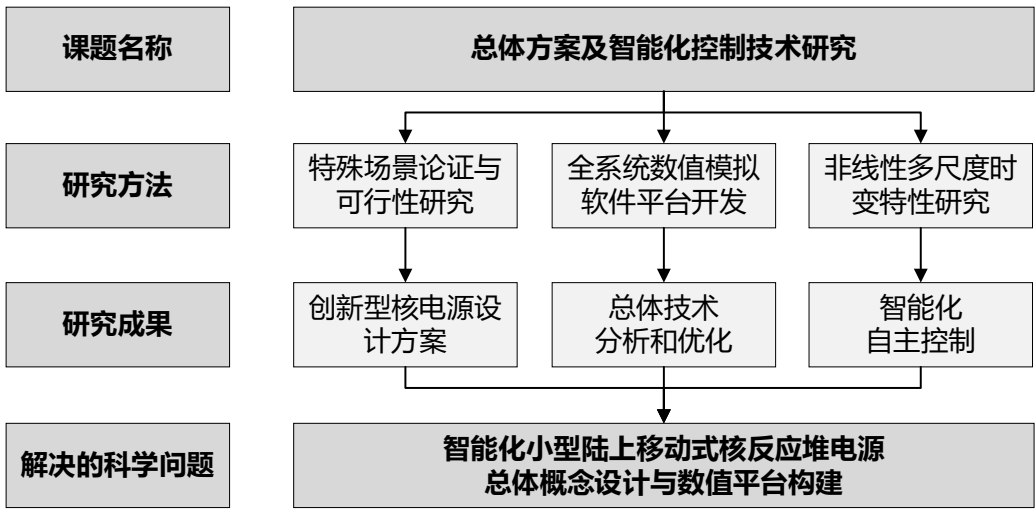 课题名称
总体方案及智能化控制技术研究
研究方法
特殊场景论证与
可行性研究
全系统数值模拟
软件平台开发
非线性多尺度时
变特性研究
研究成果
创新型核电源设
计方案
总体技术
分析和优化
智能化
自主控制
解决的科学问题
智能化小型陆上移动式核反应堆电源
总体概念设计与数值平台构建